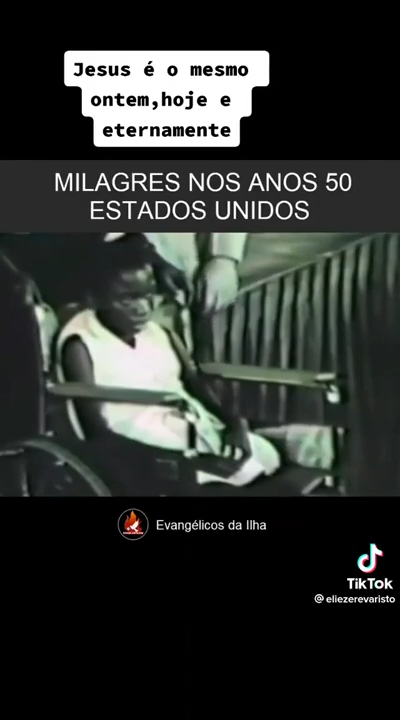 Jesus é o mesmo
ontem,hoje e
eternamente
MILAGRES NOS ANOS 50
ESTADOS UNIDOS
Evangélicos da Ilha
TikTok
@eliezerevaristo